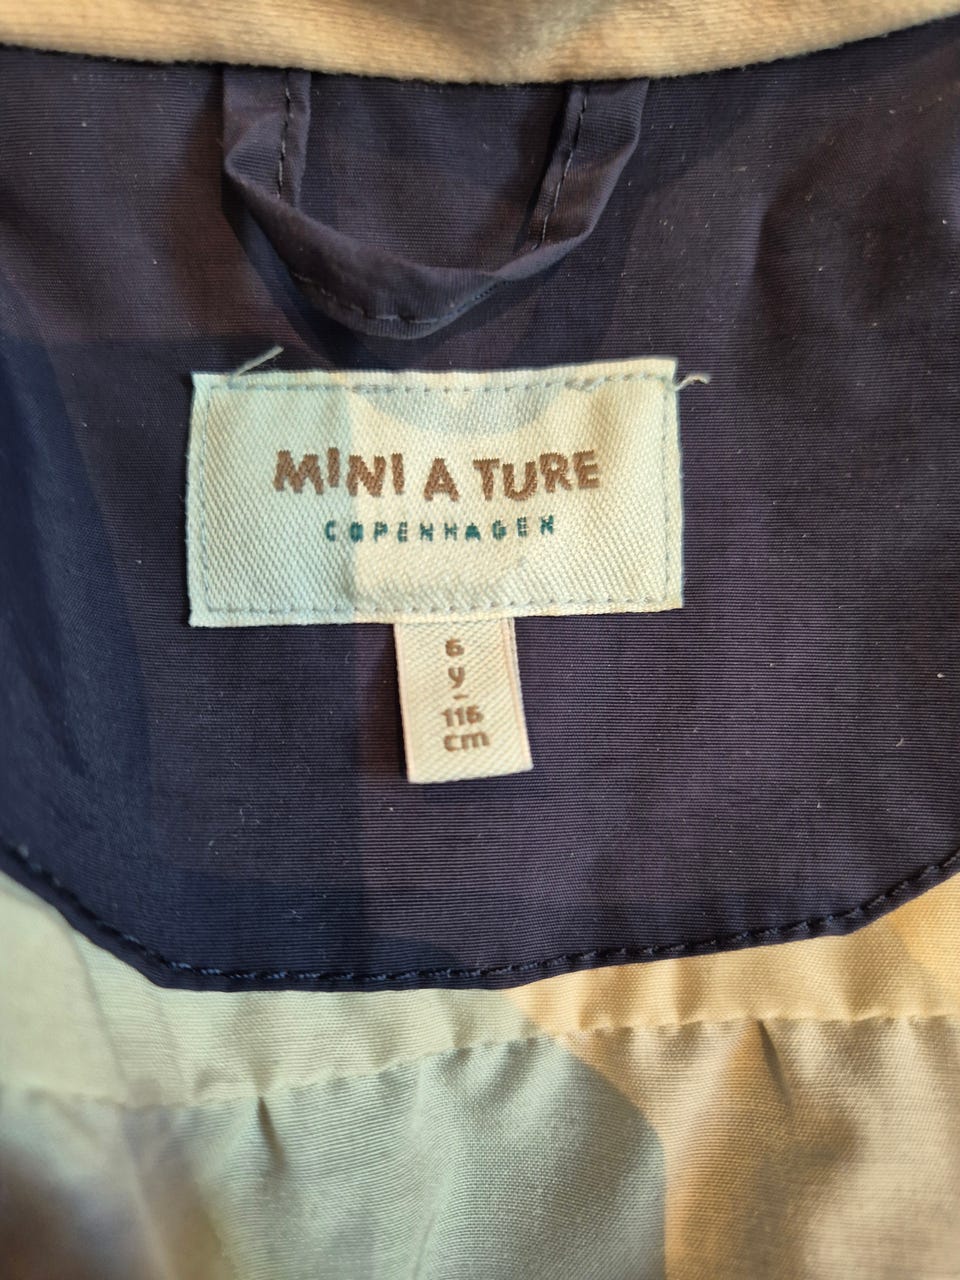 MINI A TURE
COPENHAGEN
6
y-
116
cm